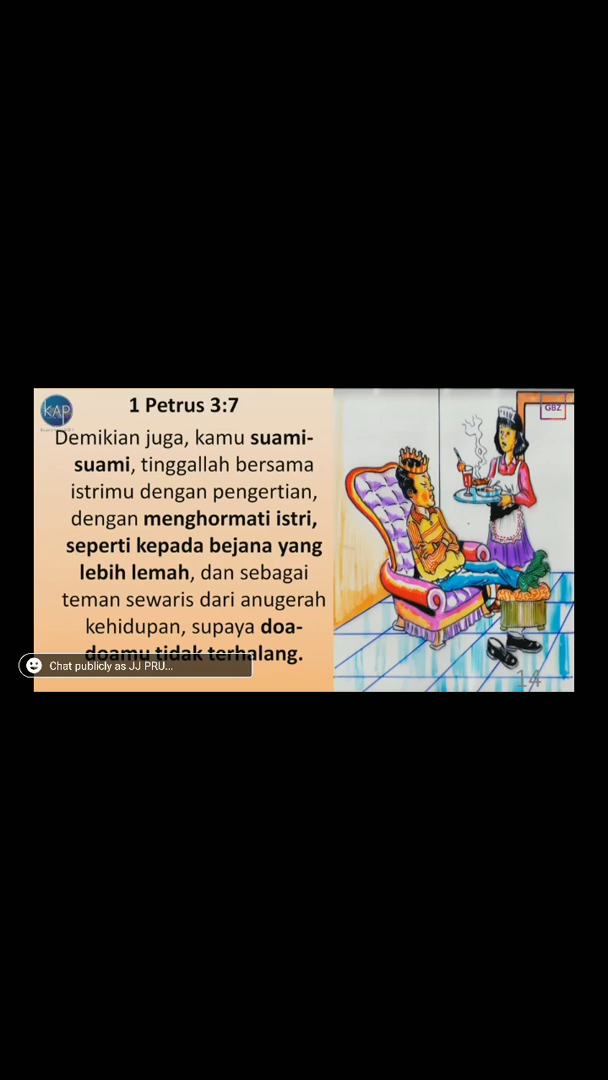 KAP
1 Petrus 3:7
Demikian juga, kamu suami-
suami, tinggallah bersama
istrimu dengan pengertian,
dengan menghormati istri,
seperti kepada bejana yang
lebih lemah, dan sebagai
teman sewaris dari anugerah
kehidupan, supaya doa-
doamu tidak terhalang.
Chat publicly as JJ PRU...
GBZ
14